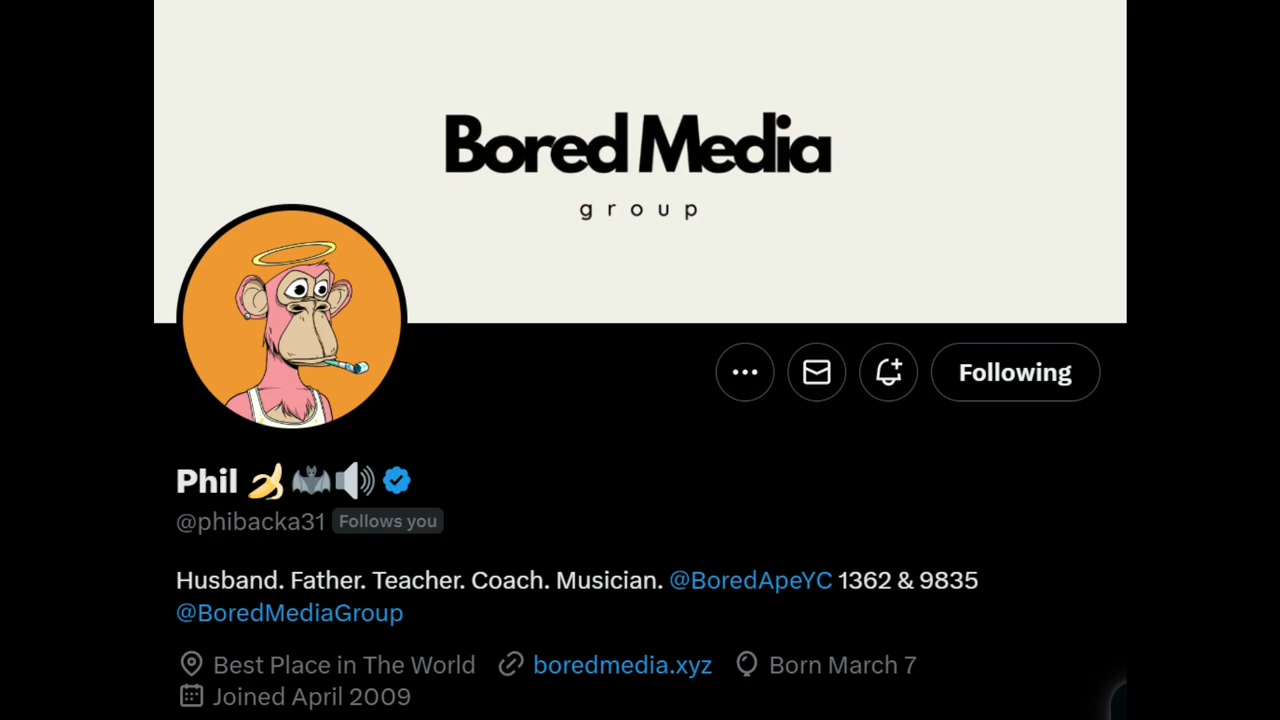 Bored Media
group
Following
Phil 🍌🦇🔊
@phibacka31 Follows you
Husband. Father. Teacher. Coach. Musician. @BoredApeYC 1362 & 9835
@BoredMediaGroup
Best Place in The World boredmedia.xyz Born March 7
Joined April 2009